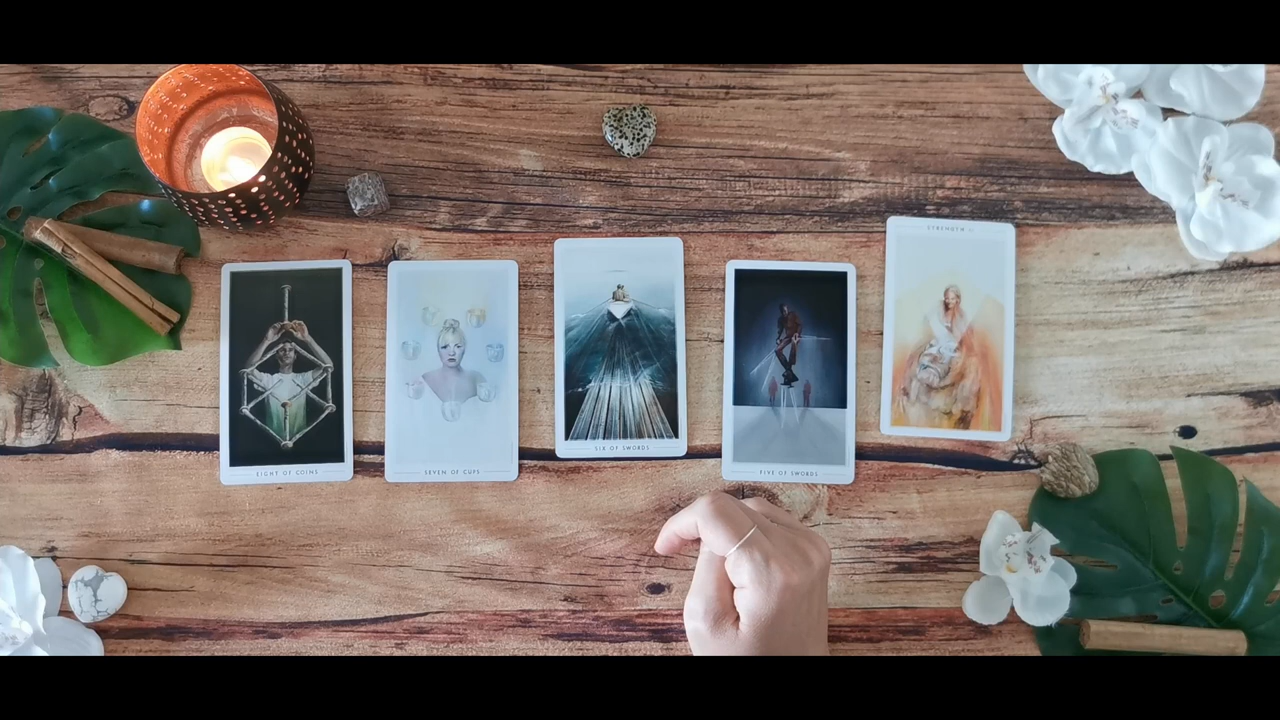 EIGHT OF COINS
SEVEN OF CUPS
SIX OF SWORDS
FIVE OF SWORDS
STRENGTH